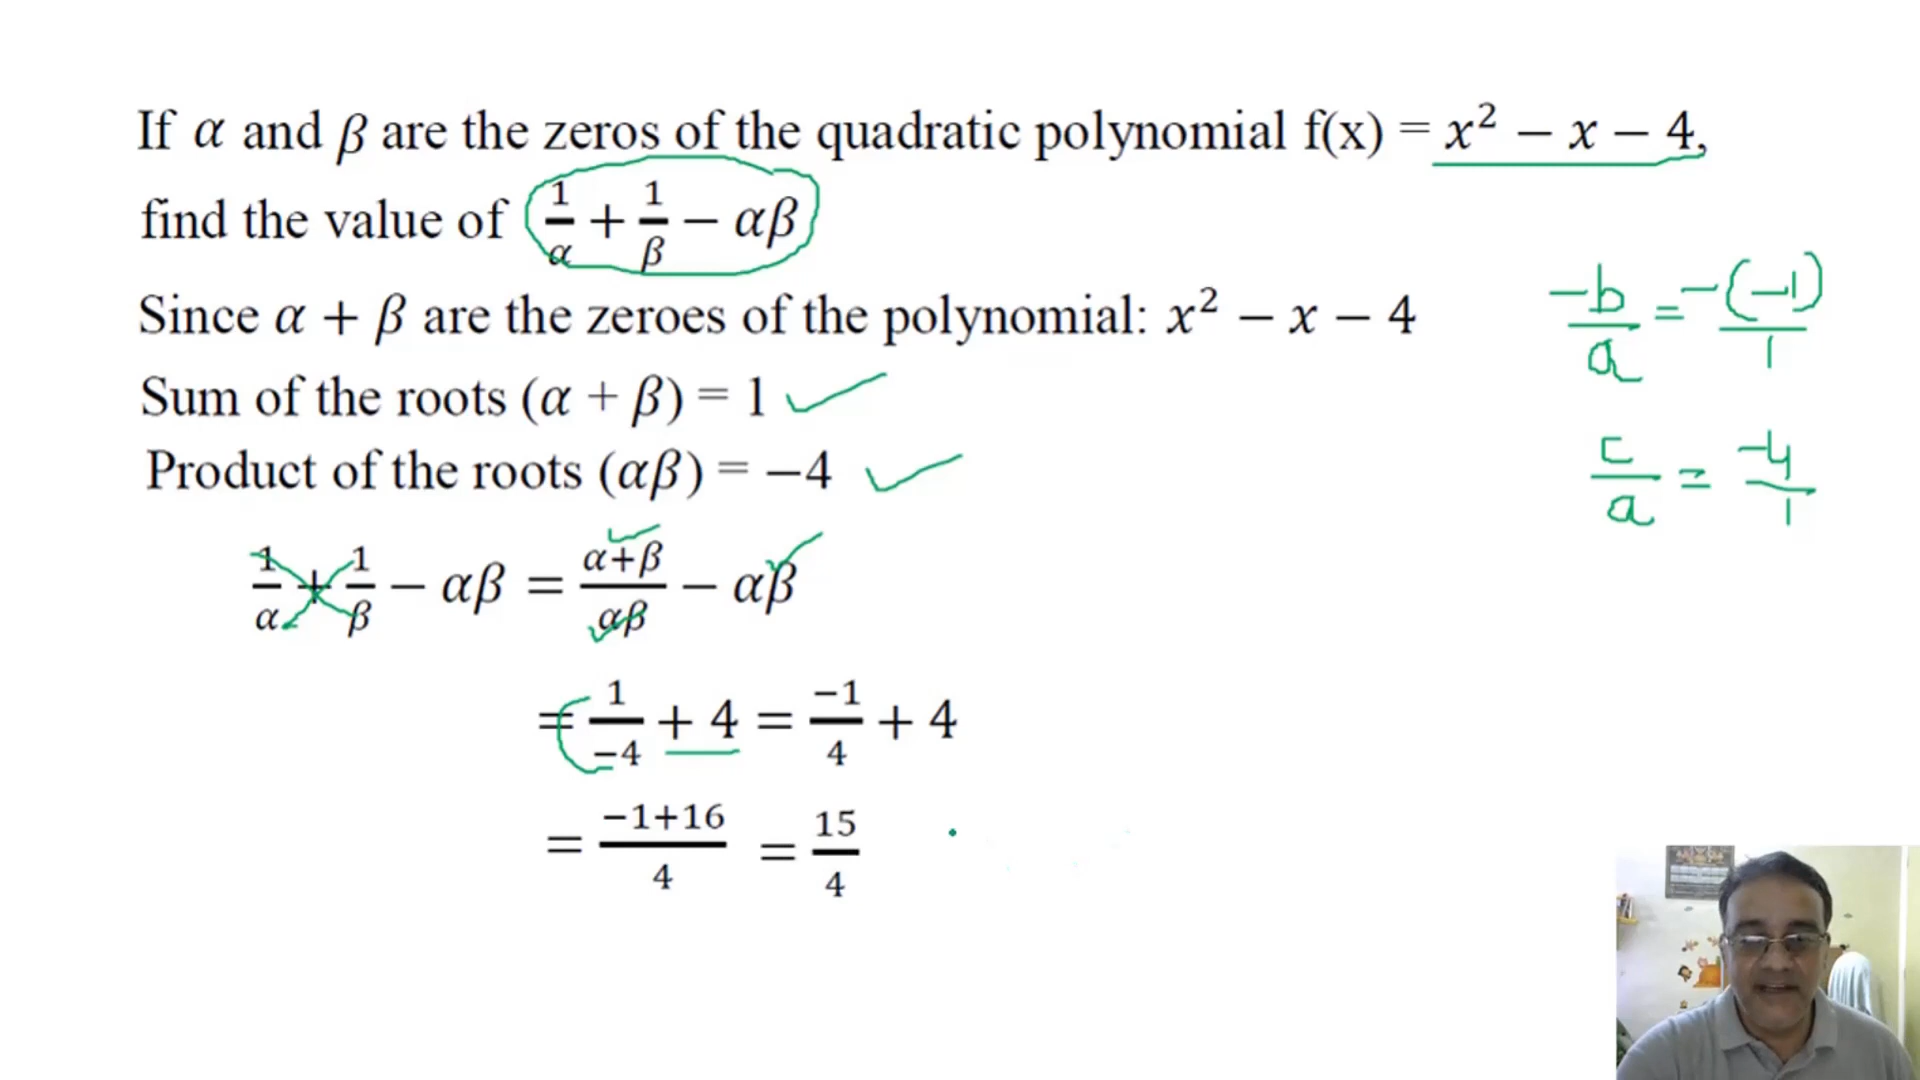 If α and β are the zeros of the quadratic polynomial f(x) = x² − x − 4,
find the value of 1/α + 1/β − αβ
Since α + β are the zeroes of the polynomial: x² − x − 4
-b/a = -(-1)/1
Sum of the roots (α + β) = 1
Product of the roots (αβ) = −4
c/a = -4/1
1/α + 1/β − αβ = α+β/αβ − αβ
= 1/−4 + 4 = −1/4 + 4
= −1+16/4 = 15/4